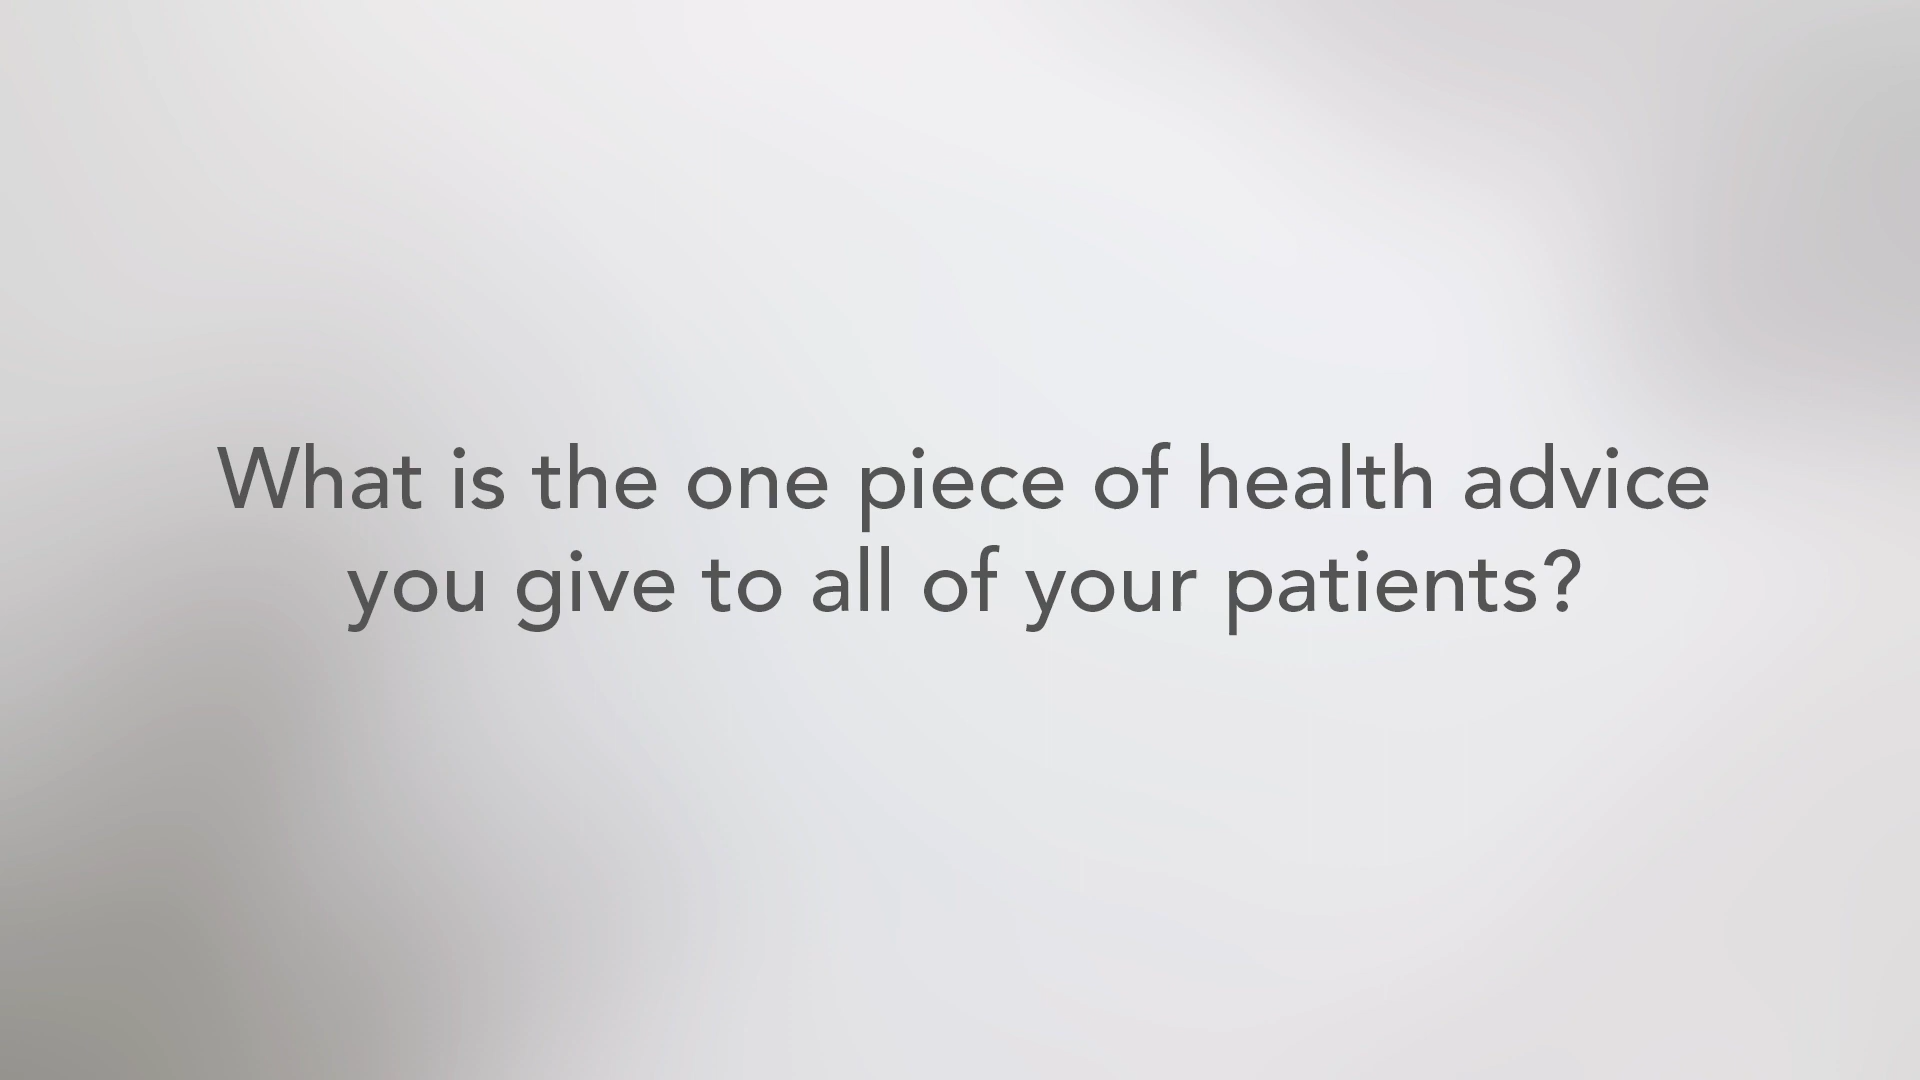 What is the one piece of health advice
you give to all of your patients?